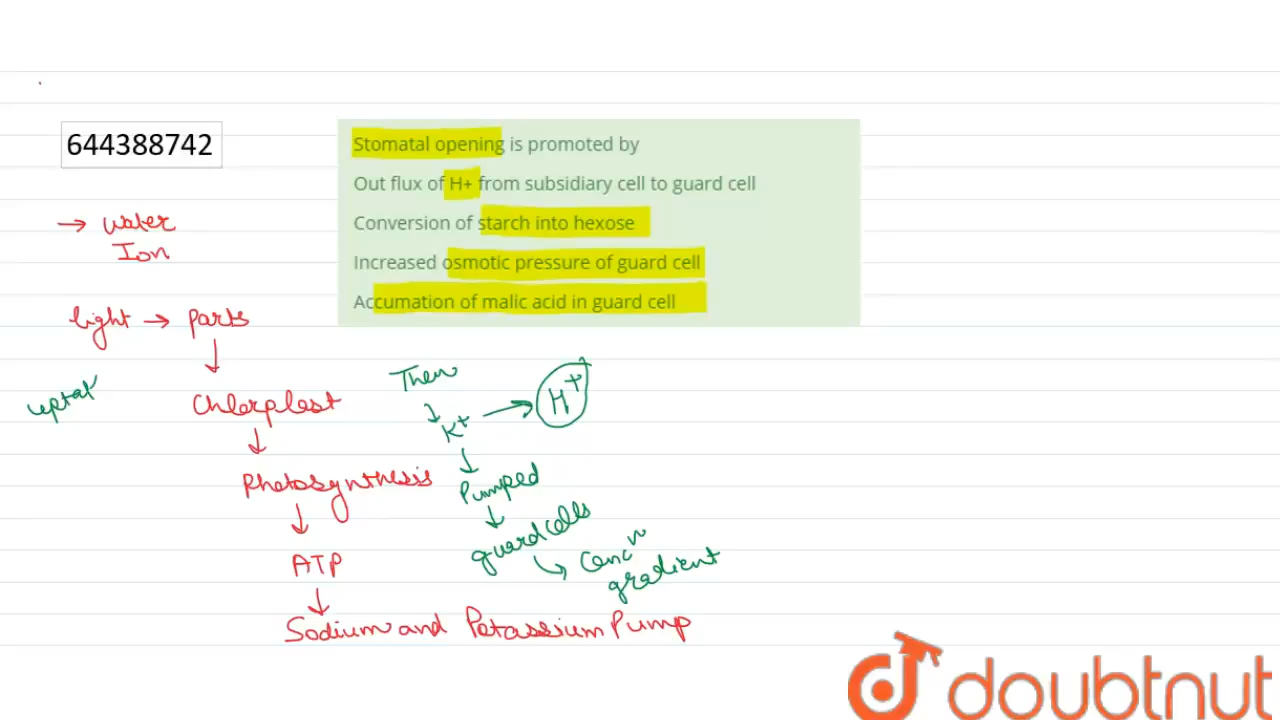 644388742
Stomatal opening is promoted by
Out flux of H+ from subsidiary cell to guard cell
Conversion of starch into hexose
Increased osmotic pressure of guard cell
Accumation of malic acid in guard cell
→ water
Ion
light → parts
↓
Chlorplast
↓
Photosynthesis
↓
ATP
↓
Sodium and Potassium Pump
uptak
Then
↓
K+ → H+
↓
Pumped
↓
guard cells
↘ Concn
gradient
doubtnut